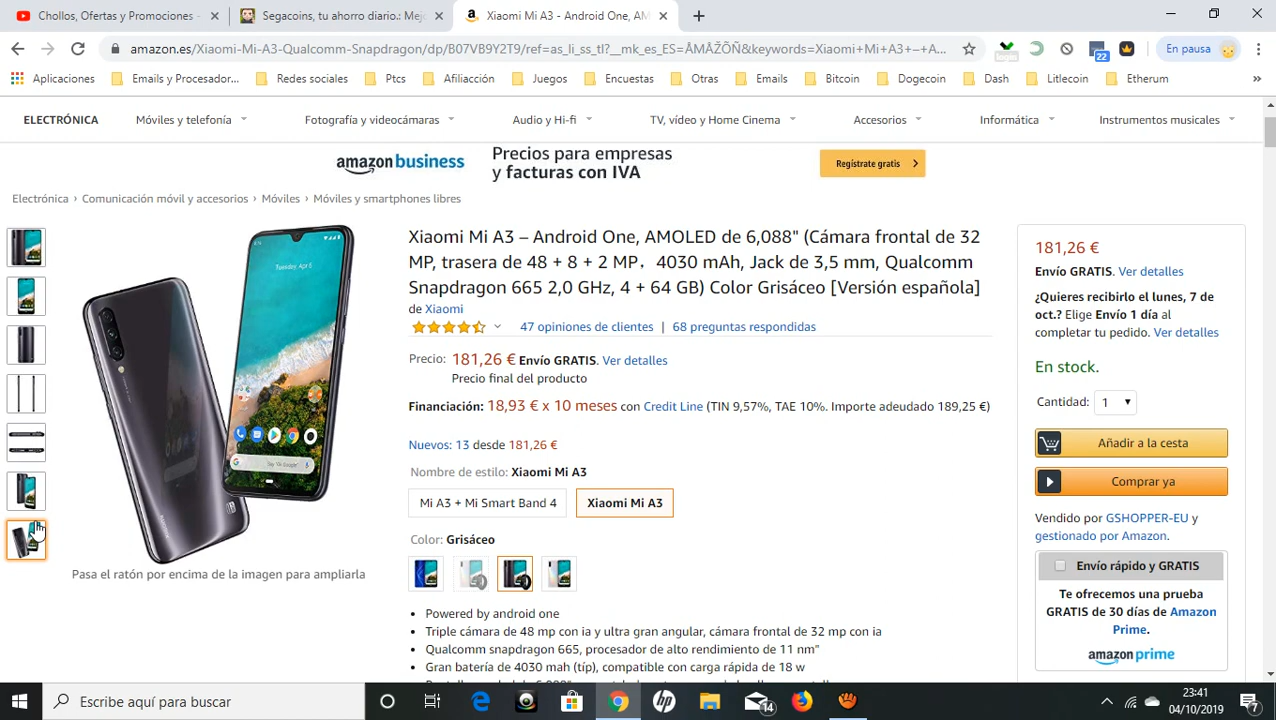 Chollos, Ofertas y Promociones -
Segacoins, tu ahorro diario.: Mejo
Xiaomi Mi A3 - Android One, AM
amazon.es/Xiaomi-Mi-A3-Qualcomm-Snapdragon/dp/B07VB9Y2T9/ref=as_li_ss_tl?__mk_es_ES=ÅMÅŽÕÑ&keywords=Xiaomi+Mi+A3+–+A...
22
En pausa
Aplicaciones
Emails y Procesador...
Redes sociales
Ptcs
Afiliacción
Juegos
Encuestas
Otras
Emails
Bitcoin
Dogecoin
Dash
Litlecoin
Etherum
»
ELECTRÓNICA
Móviles y telefonía
Fotografía y videocámaras
Audio y Hi-fi
TV, vídeo y Home Cinema
Accesorios
Informática
Instrumentos musicales
amazon business
Precios para empresas
y facturas con IVA
Regístrate gratis
Electrónica › Comunicación móvil y accesorios › Móviles › Móviles y smartphones libres
Xiaomi Mi A3 – Android One, AMOLED de 6,088" (Cámara frontal de 32
MP, trasera de 48 + 8 + 2 MP，4030 mAh, Jack de 3,5 mm, Qualcomm
Snapdragon 665 2,0 GHz, 4 + 64 GB) Color Grisáceo [Versión española]
de Xiaomi
47 opiniones de clientes | 68 preguntas respondidas
Precio: 181,26 € Envío GRATIS. Ver detalles
Precio final del producto
Financiación: 18,93 € x 10 meses con Credit Line (TIN 9,57%, TAE 10%. Importe adeudado 189,25 €)
Nuevos: 13 desde 181,26 €
Nombre de estilo: Xiaomi Mi A3
Mi A3 + Mi Smart Band 4
Xiaomi Mi A3
Color: Grisáceo
Pasa el ratón por encima de la imagen para ampliarla
• Powered by android one
• Triple cámara de 48 mp con ia y ultra gran angular, cámara frontal de 32 mp con ia
• Qualcomm snapdragon 665, procesador de alto rendimiento de 11 nm"
• Gran batería de 4030 mah (típ), compatible con carga rápida de 18 w
181,26 €
Envío GRATIS. Ver detalles
¿Quieres recibirlo el lunes, 7 de
oct.? Elige Envío 1 día al
completar tu pedido. Ver detalles
En stock.
Cantidad: 1
Añadir a la cesta
Comprar ya
Vendido por GSHOPPER-EU y
gestionado por Amazon.
Envío rápido y GRATIS
Te ofrecemos una prueba
GRATIS de 30 días de Amazon
Prime.
amazon prime
Escribe aquí para buscar
14
23:41
04/10/2019
7